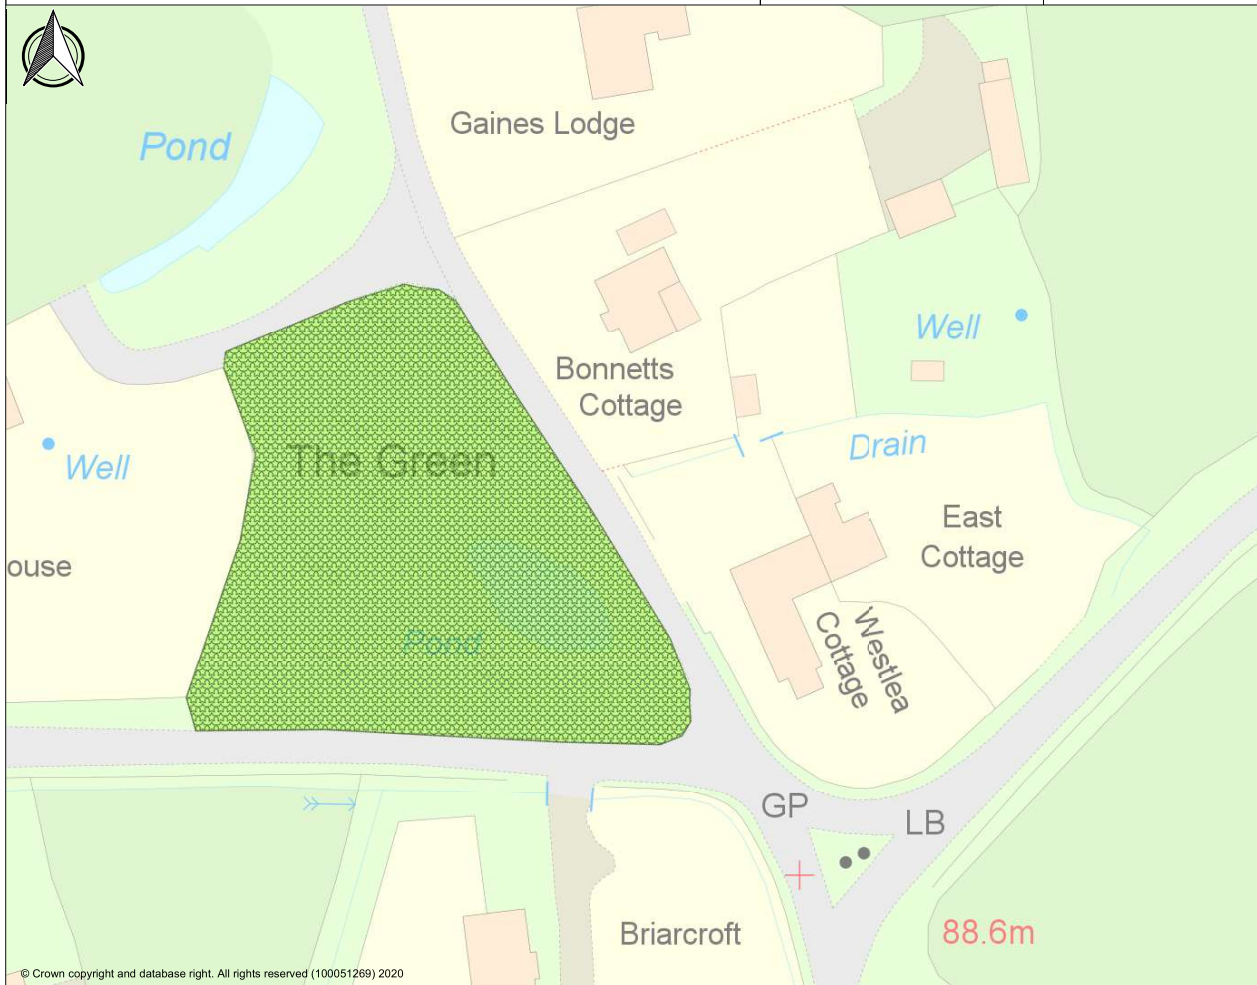 Gaines Lodge
Pond
Well
Bonnetts
Cottage
Drain
The Green
Well
East
Cottage
ouse
Westlea
Cottage
Pond
GP
LB
Briarcroft
88.6m
© Crown copyright and database right. All rights reserved (100051269) 2020